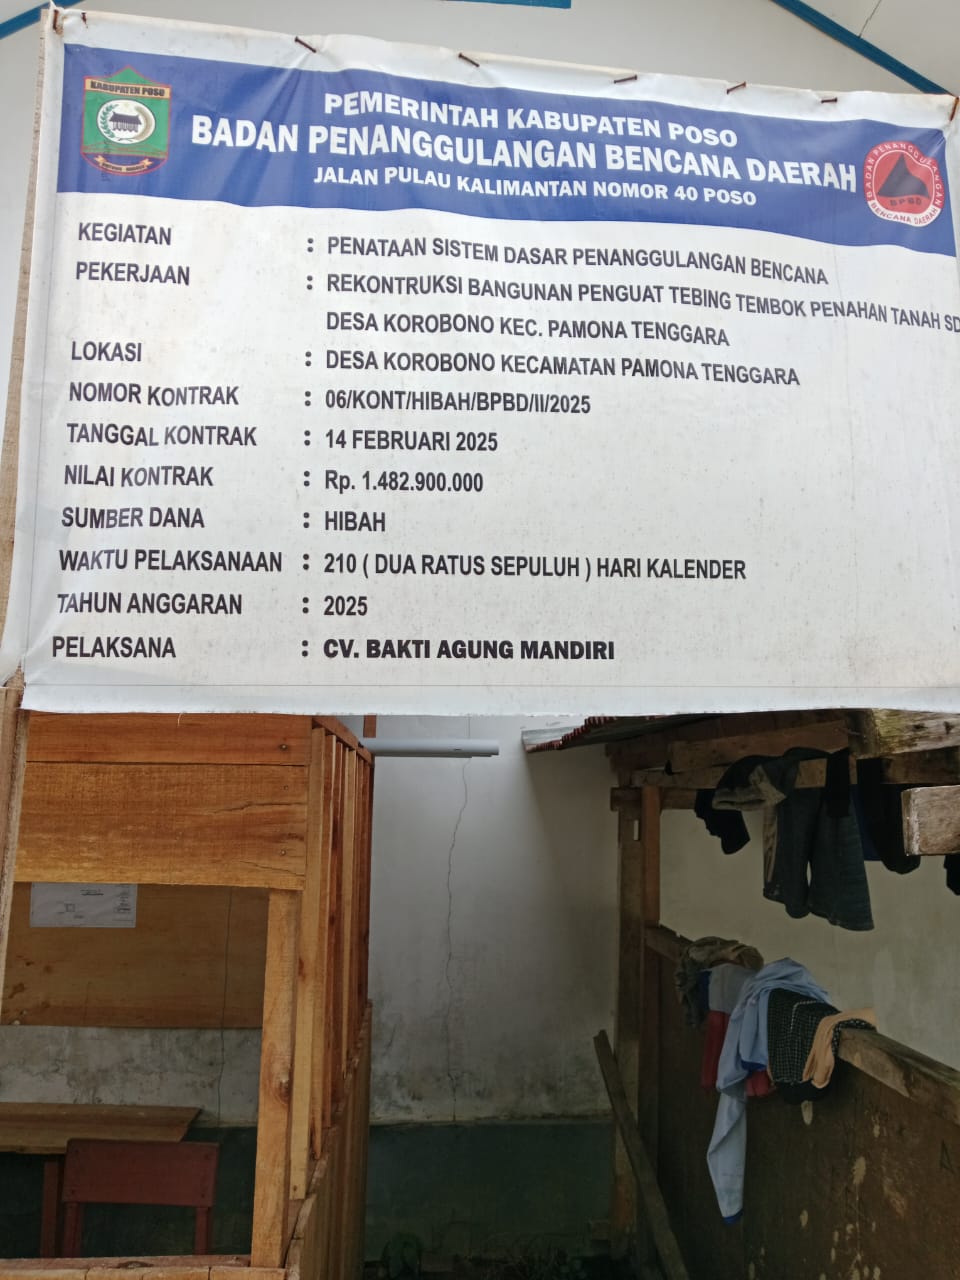 KABUPATEN POSO
PEMERINTAH KABUPATEN POSO
BADAN PENANGGULANGAN BENCANA DAERAH
JALAN PULAU KALIMANTAN NOMOR 40 POSO
BADAN PENANGGULANGAN
BPBD
BENCANA DAERAH
KEGIATAN : PENATAAN SISTEM DASAR PENANGGULANGAN BENCANA
PEKERJAAN : REKONTRUKSI BANGUNAN PENGUAT TEBING TEMBOK PENAHAN TANAH SD
DESA KOROBONO KEC. PAMONA TENGGARA
LOKASI : DESA KOROBONO KECAMATAN PAMONA TENGGARA
NOMOR KONTRAK : 06/KONT/HIBAH/BPBD/II/2025
TANGGAL KONTRAK : 14 FEBRUARI 2025
NILAI KONTRAK : Rp. 1.482.900.000
SUMBER DANA : HIBAH
WAKTU PELAKSANAAN : 210 ( DUA RATUS SEPULUH ) HARI KALENDER
TAHUN ANGGARAN : 2025
PELAKSANA : CV. BAKTI AGUNG MANDIRI